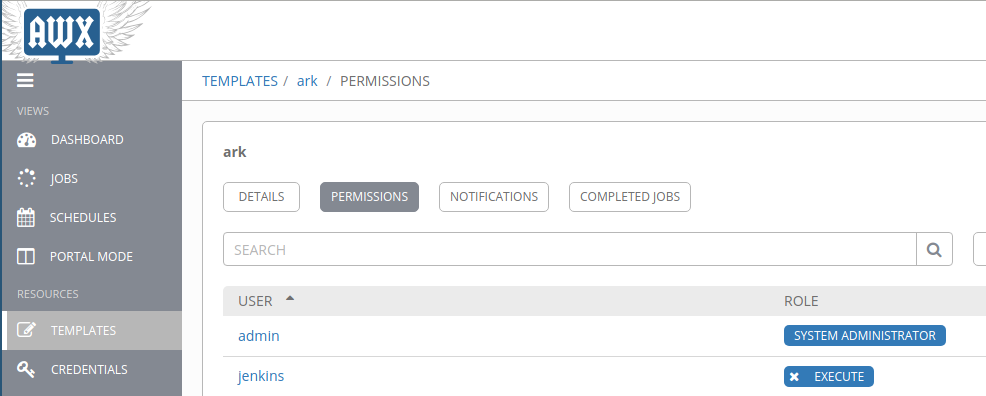 AWX
TEMPLATES / ark / PERMISSIONS
VIEWS
DASHBOARD
JOBS
SCHEDULES
PORTAL MODE
RESOURCES
TEMPLATES
CREDENTIALS
ark
DETAILS PERMISSIONS NOTIFICATIONS COMPLETED JOBS
SEARCH
USER ROLE
admin SYSTEM ADMINISTRATOR
jenkins EXECUTE